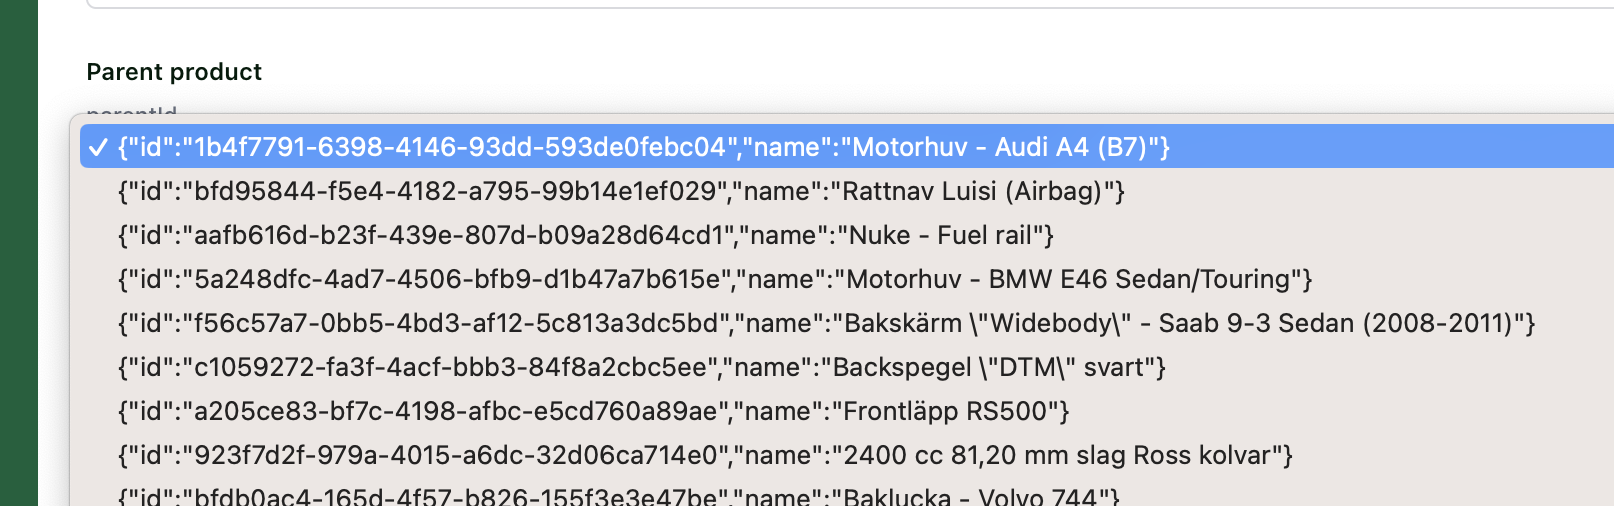 Parent product
parentId
✓ {"id":"1b4f7791-6398-4146-93dd-593de0febc04","name":"Motorhuv - Audi A4 (B7)"}
{"id":"bfd95844-f5e4-4182-a795-99b14e1ef029","name":"Rattnav Luisi (Airbag)"}
{"id":"aafb616d-b23f-439e-807d-b09a28d64cd1","name":"Nuke - Fuel rail"}
{"id":"5a248dfc-4ad7-4506-bfb9-d1b47a7b615e","name":"Motorhuv - BMW E46 Sedan/Touring"}
{"id":"f56c57a7-0bb5-4bd3-af12-5c813a3dc5bd","name":"Bakskärm \"Widebody\" - Saab 9-3 Sedan (2008-2011)"}
{"id":"c1059272-fa3f-4acf-bbb3-84f8a2cbc5ee","name":"Backspegel \"DTM\" svart"}
{"id":"a205ce83-bf7c-4198-afbc-e5cd760a89ae","name":"Frontläpp RS500"}
{"id":"923f7d2f-979a-4015-a6dc-32d06ca714e0","name":"2400 cc 81,20 mm slag Ross kolvar"}
{"id":"bfdb0ac4-165d-4f57-b826-155f3e3e47be","name":"Baklucka - Volvo 744"}